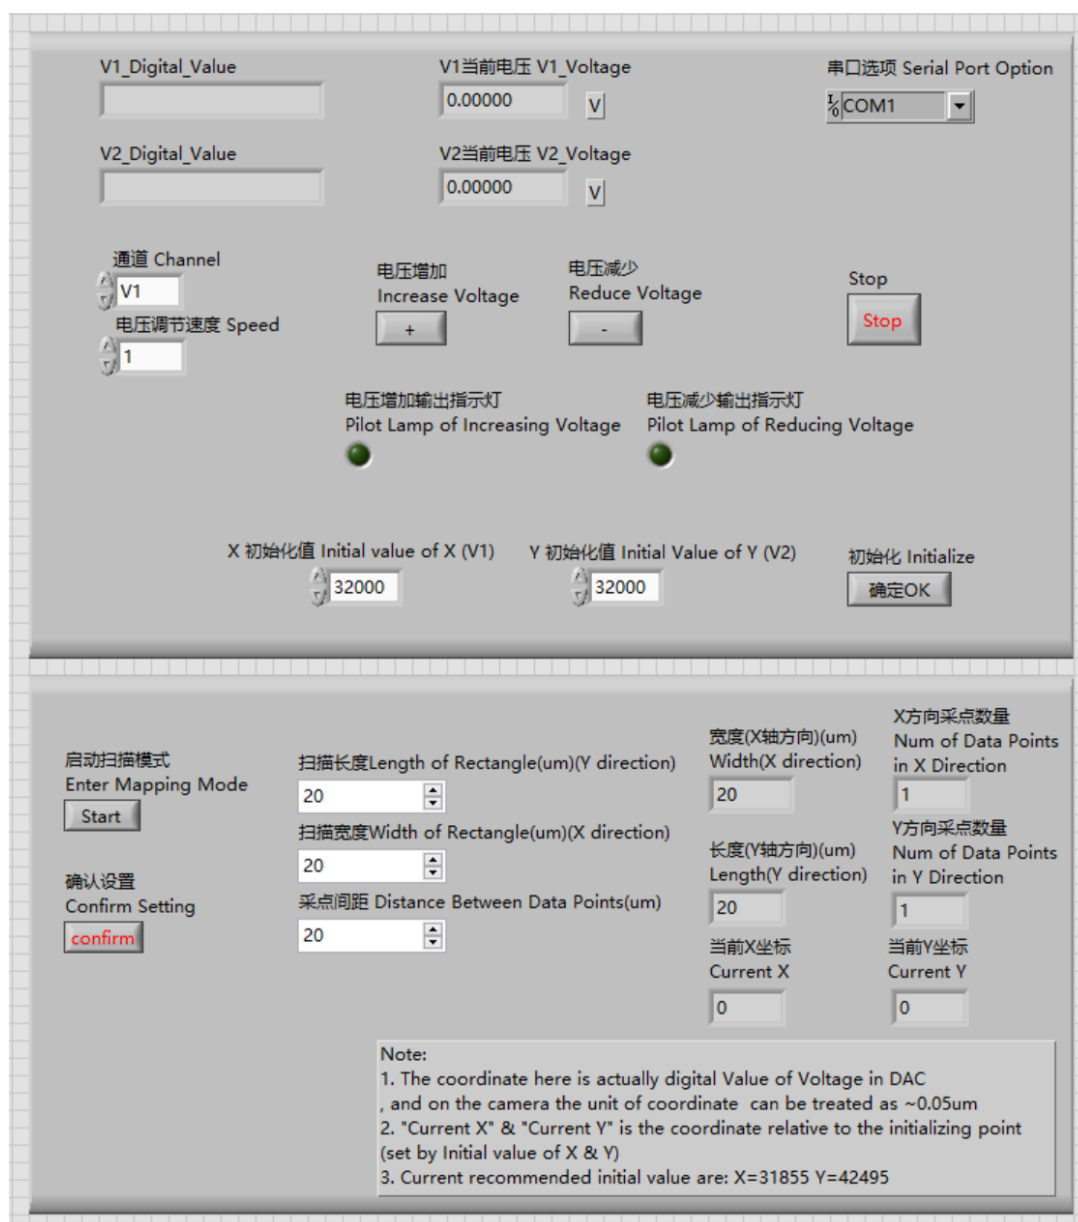 V1_Digital_Value
V1当前电压 V1_Voltage
串口选项 Serial Port Option
0.00000
V
I/O COM1
V2_Digital_Value
V2当前电压 V2_Voltage
0.00000
V
通道 Channel
V1
电压调节速度 Speed
1
电压增加
Increase Voltage
+
电压减少
Reduce Voltage
-
Stop
Stop
电压增加输出指示灯
Pilot Lamp of Increasing Voltage
电压减少输出指示灯
Pilot Lamp of Reducing Voltage
X 初始化值 Initial value of X (V1)
32000
Y 初始化值 Initial Value of Y (V2)
32000
初始化 Initialize
确定OK
启动扫描模式
Enter Mapping Mode
Start
确认设置
Confirm Setting
confirm
扫描长度Length of Rectangle(um)(Y direction)
20
扫描宽度Width of Rectangle(um)(X direction)
20
采点间距 Distance Between Data Points(um)
20
宽度(X轴方向)(um)
Width(X direction)
20
X方向采点数量
Num of Data Points
in X Direction
1
长度(Y轴方向)(um)
Length(Y direction)
20
Y方向采点数量
Num of Data Points
in Y Direction
1
当前X坐标
Current X
0
当前Y坐标
Current Y
0
Note:
1. The coordinate here is actually digital Value of Voltage in DAC
, and on the camera the unit of coordinate can be treated as ~0.05um
2. "Current X" & "Current Y" is the coordinate relative to the initializing point
(set by Initial value of X & Y)
3. Current recommended initial value are: X=31855 Y=42495